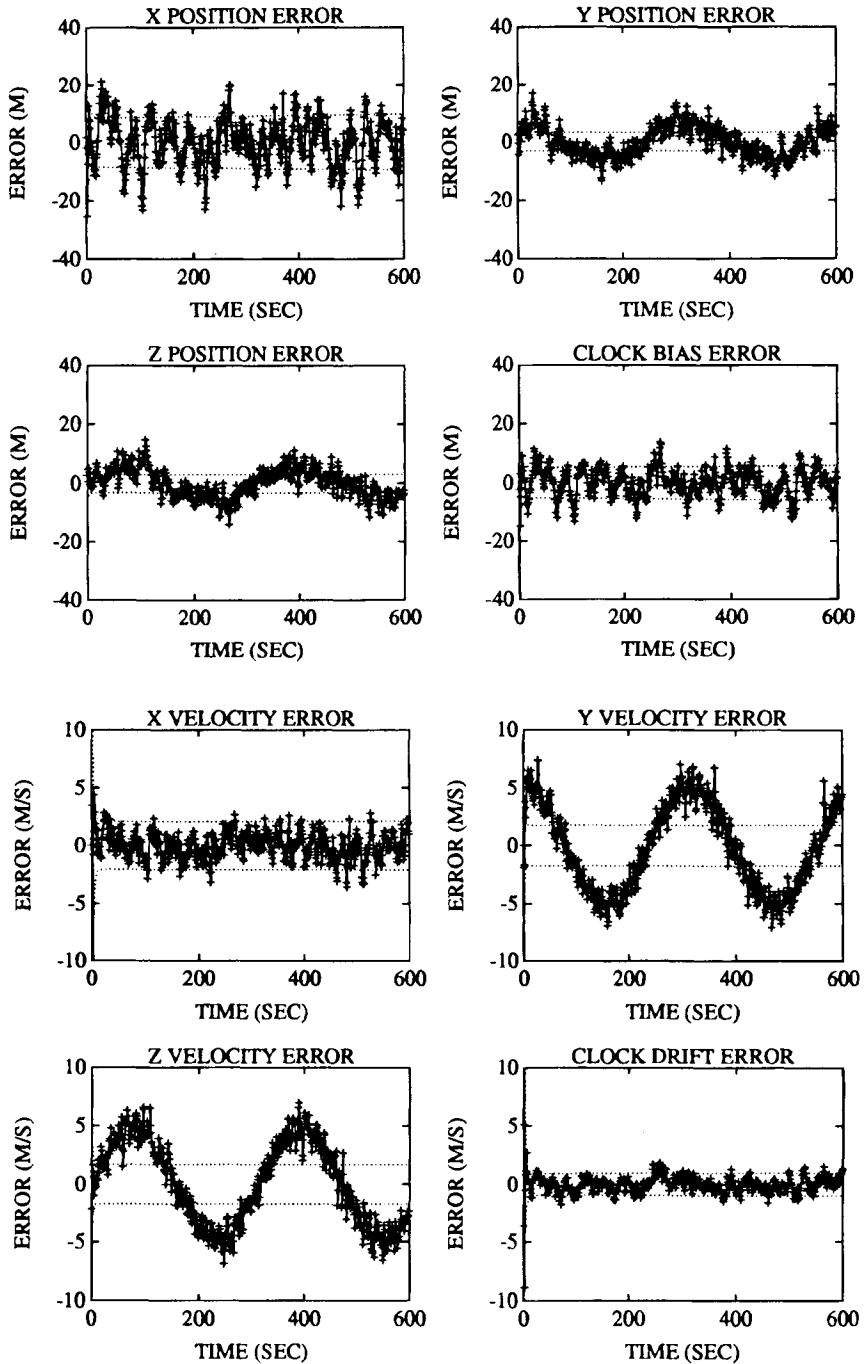 X POSITION ERROR
40
20
0
-20
-40
ERROR (M)
0 200 400 600
TIME (SEC)
Y POSITION ERROR
40
20
0
-20
-40
ERROR (M)
0 200 400 600
TIME (SEC)
Z POSITION ERROR
40
20
0
-20
-40
ERROR (M)
0 200 400 600
TIME (SEC)
CLOCK BIAS ERROR
40
20
0
-20
-40
ERROR (M)
0 200 400 600
TIME (SEC)
X VELOCITY ERROR
10
5
0
-5
-10
ERROR (M/S)
0 200 400 600
TIME (SEC)
Y VELOCITY ERROR
10
5
0
-5
-10
ERROR (M/S)
0 200 400 600
TIME (SEC)
Z VELOCITY ERROR
10
5
0
-5
-10
ERROR (M/S)
0 200 400 600
TIME (SEC)
CLOCK DRIFT ERROR
10
5
0
-5
-10
ERROR (M/S)
0 200 400 600
TIME (SEC)